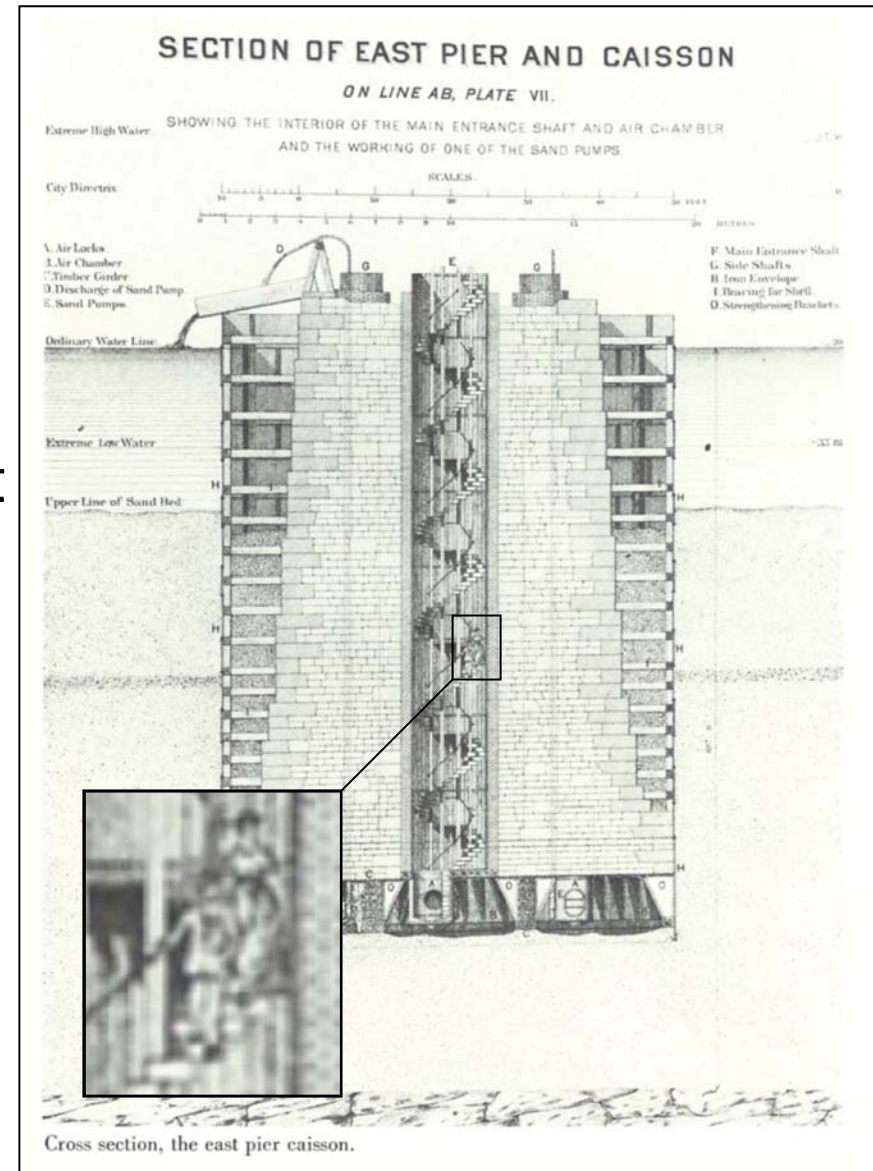 SECTION OF EAST PIER AND CAISSON
ON LINE AB, PLATE VII.
SHOWING THE INTERIOR OF THE MAIN ENTRANCE SHAFT AND AIR CHAMBER
AND THE WORKING OF ONE OF THE SAND PUMPS.
Extreme High Water.
SCALES.
City Directrix.
FEET
METRES
A. Air Locks
B. Air Chamber
C. Timber Girder
D. Discharge of Sand Pump.
E. Sand Pumps.
F. Main Entrance Shaft
G. Side Shafts
H. Iron Envelope
I. Bracing for Shell
O. Strengthening Brackets
D
G
E
G
Ordinary Water Line.
Extreme Low Water
H
H
Upper Line of Sand Bed
H
H
H
C
O
A
B
O
O
A
O
C
Cross section, the east pier caisson.